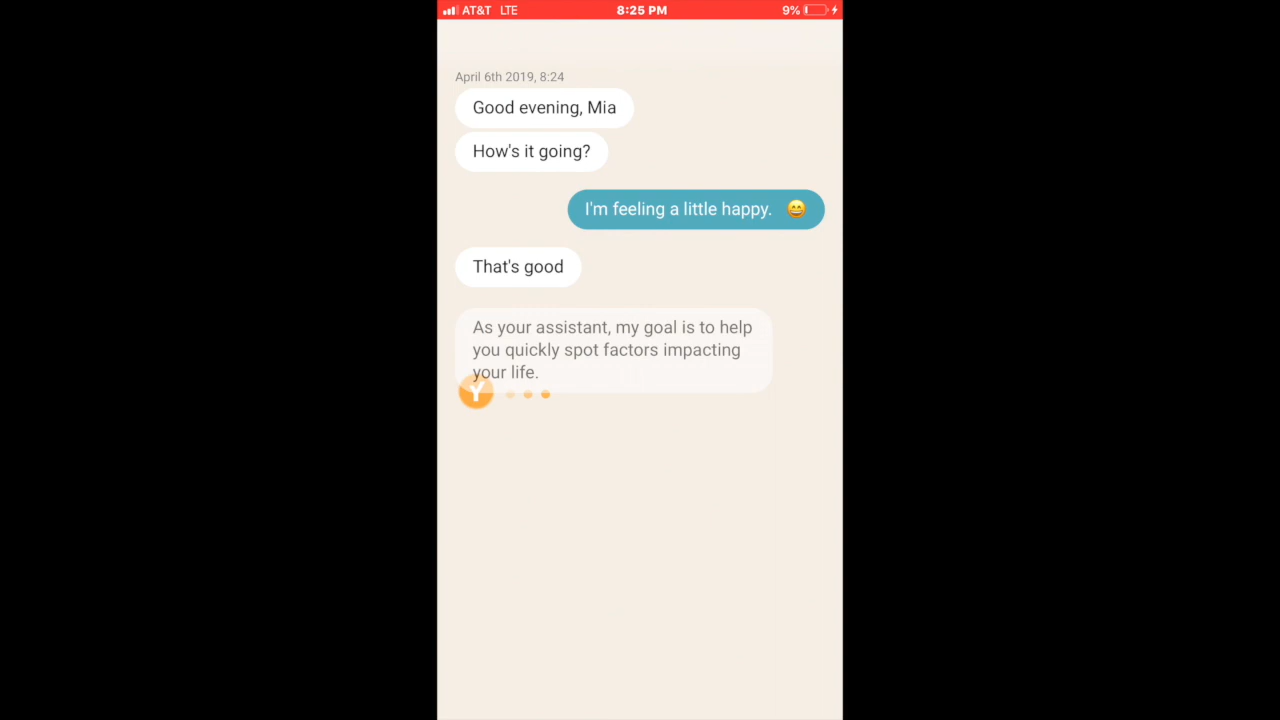 AT&T LTE 8:25 PM 9%
April 6th 2019, 8:24
Good evening, Mia
How's it going?
I'm feeling a little happy. 😄
That's good
As your assistant, my goal is to help
you quickly spot factors impacting
your life.
Y